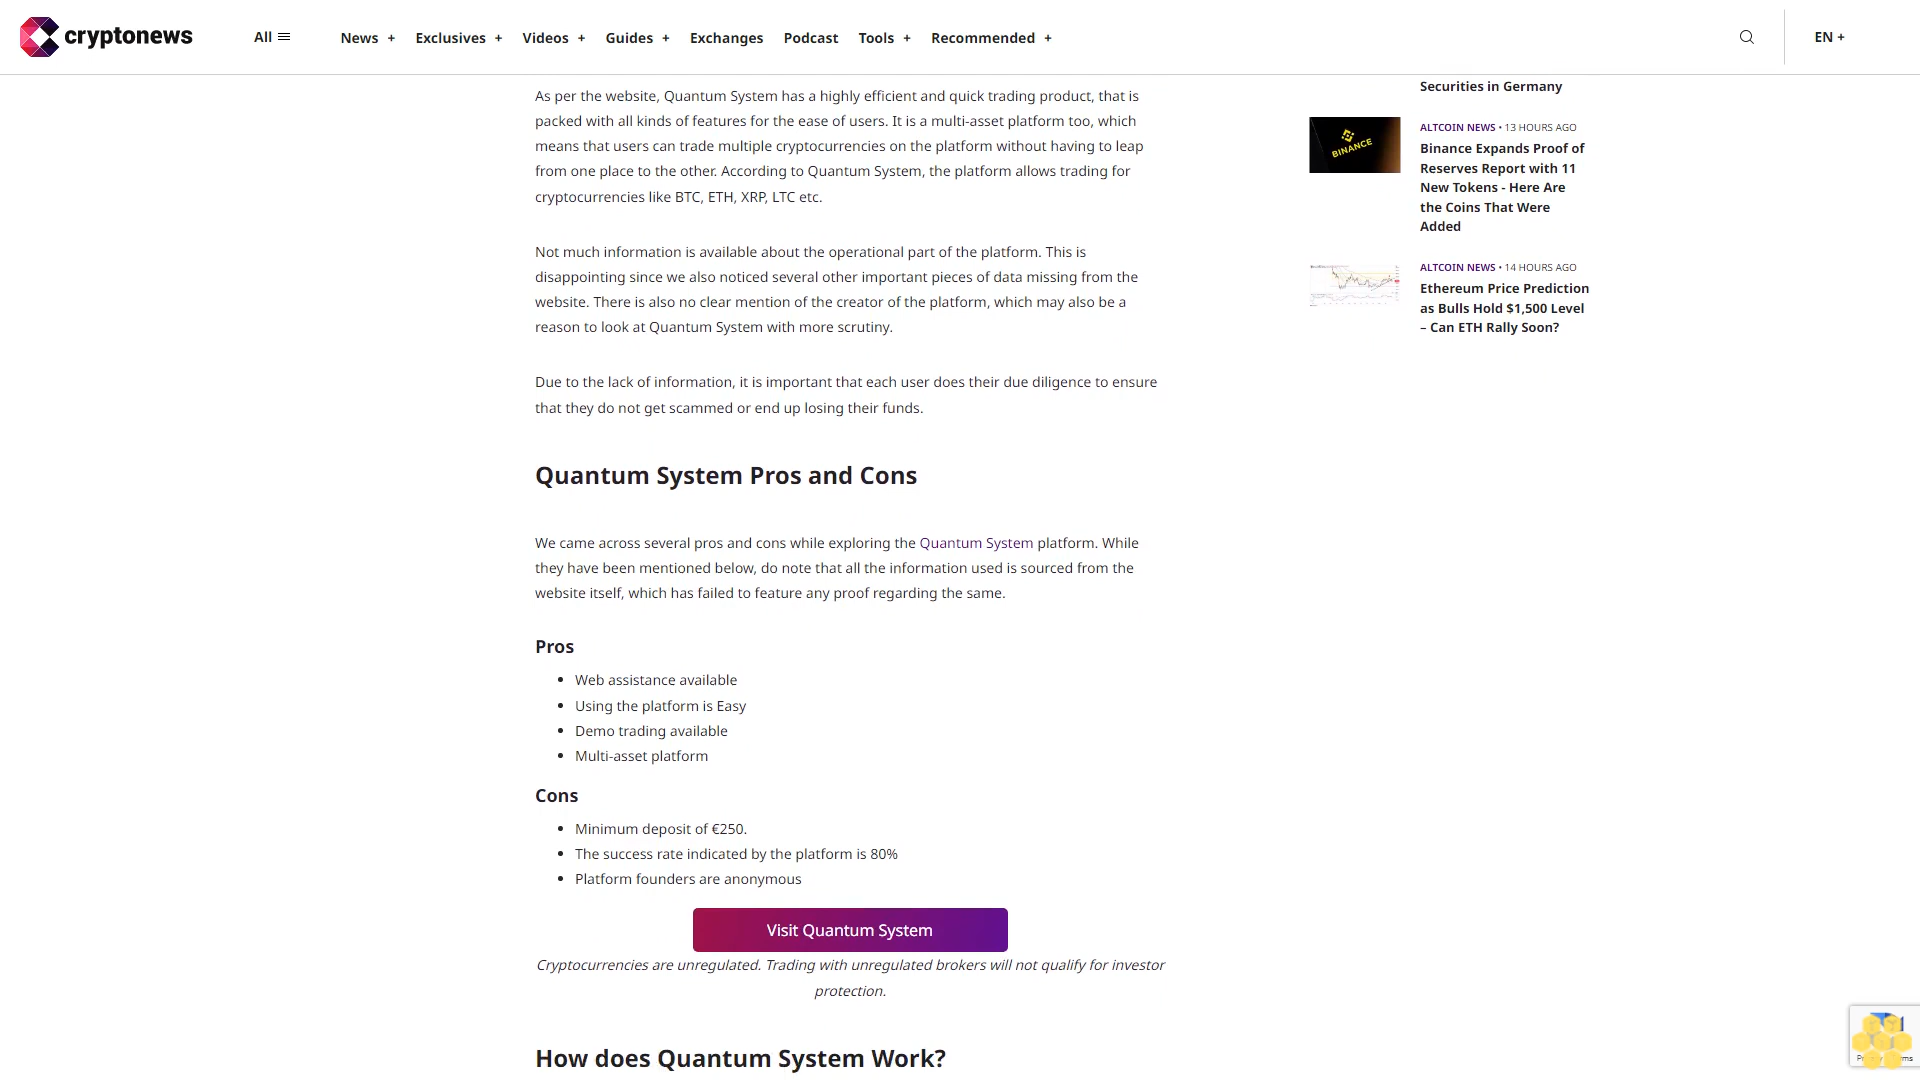 cryptonews
All
News +
Exclusives +
Videos +
Guides +
Exchanges
Podcast
Tools +
Recommended +
EN +
As per the website, Quantum System has a highly efficient and quick trading product, that is
packed with all kinds of features for the ease of users. It is a multi-asset platform too, which
means that users can trade multiple cryptocurrencies on the platform without having to leap
from one place to the other. According to Quantum System, the platform allows trading for
cryptocurrencies like BTC, ETH, XRP, LTC etc.
Not much information is available about the operational part of the platform. This is
disappointing since we also noticed several other important pieces of data missing from the
website. There is also no clear mention of the creator of the platform, which may also be a
reason to look at Quantum System with more scrutiny.
Due to the lack of information, it is important that each user does their due diligence to ensure
that they do not get scammed or end up losing their funds.
Quantum System Pros and Cons
We came across several pros and cons while exploring the Quantum System platform. While
they have been mentioned below, do note that all the information used is sourced from the
website itself, which has failed to feature any proof regarding the same.
Pros
Web assistance available
Using the platform is Easy
Demo trading available
Multi-asset platform
Cons
Minimum deposit of €250.
The success rate indicated by the platform is 80%
Platform founders are anonymous
Visit Quantum System
Cryptocurrencies are unregulated. Trading with unregulated brokers will not qualify for investor
protection.
How does Quantum System Work?
Securities in Germany
BINANCE
ALTCOIN NEWS • 13 HOURS AGO
Binance Expands Proof of
Reserves Report with 11
New Tokens - Here Are
the Coins That Were
Added
ALTCOIN NEWS • 14 HOURS AGO
Ethereum Price Prediction
as Bulls Hold $1,500 Level
– Can ETH Rally Soon?